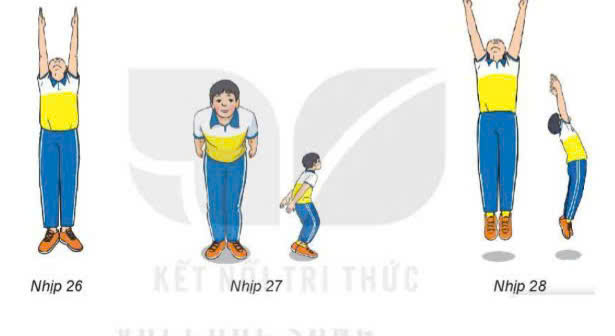 KẾT NỐI TRI THỨC
Nhịp 26
Nhịp 27
Nhịp 28